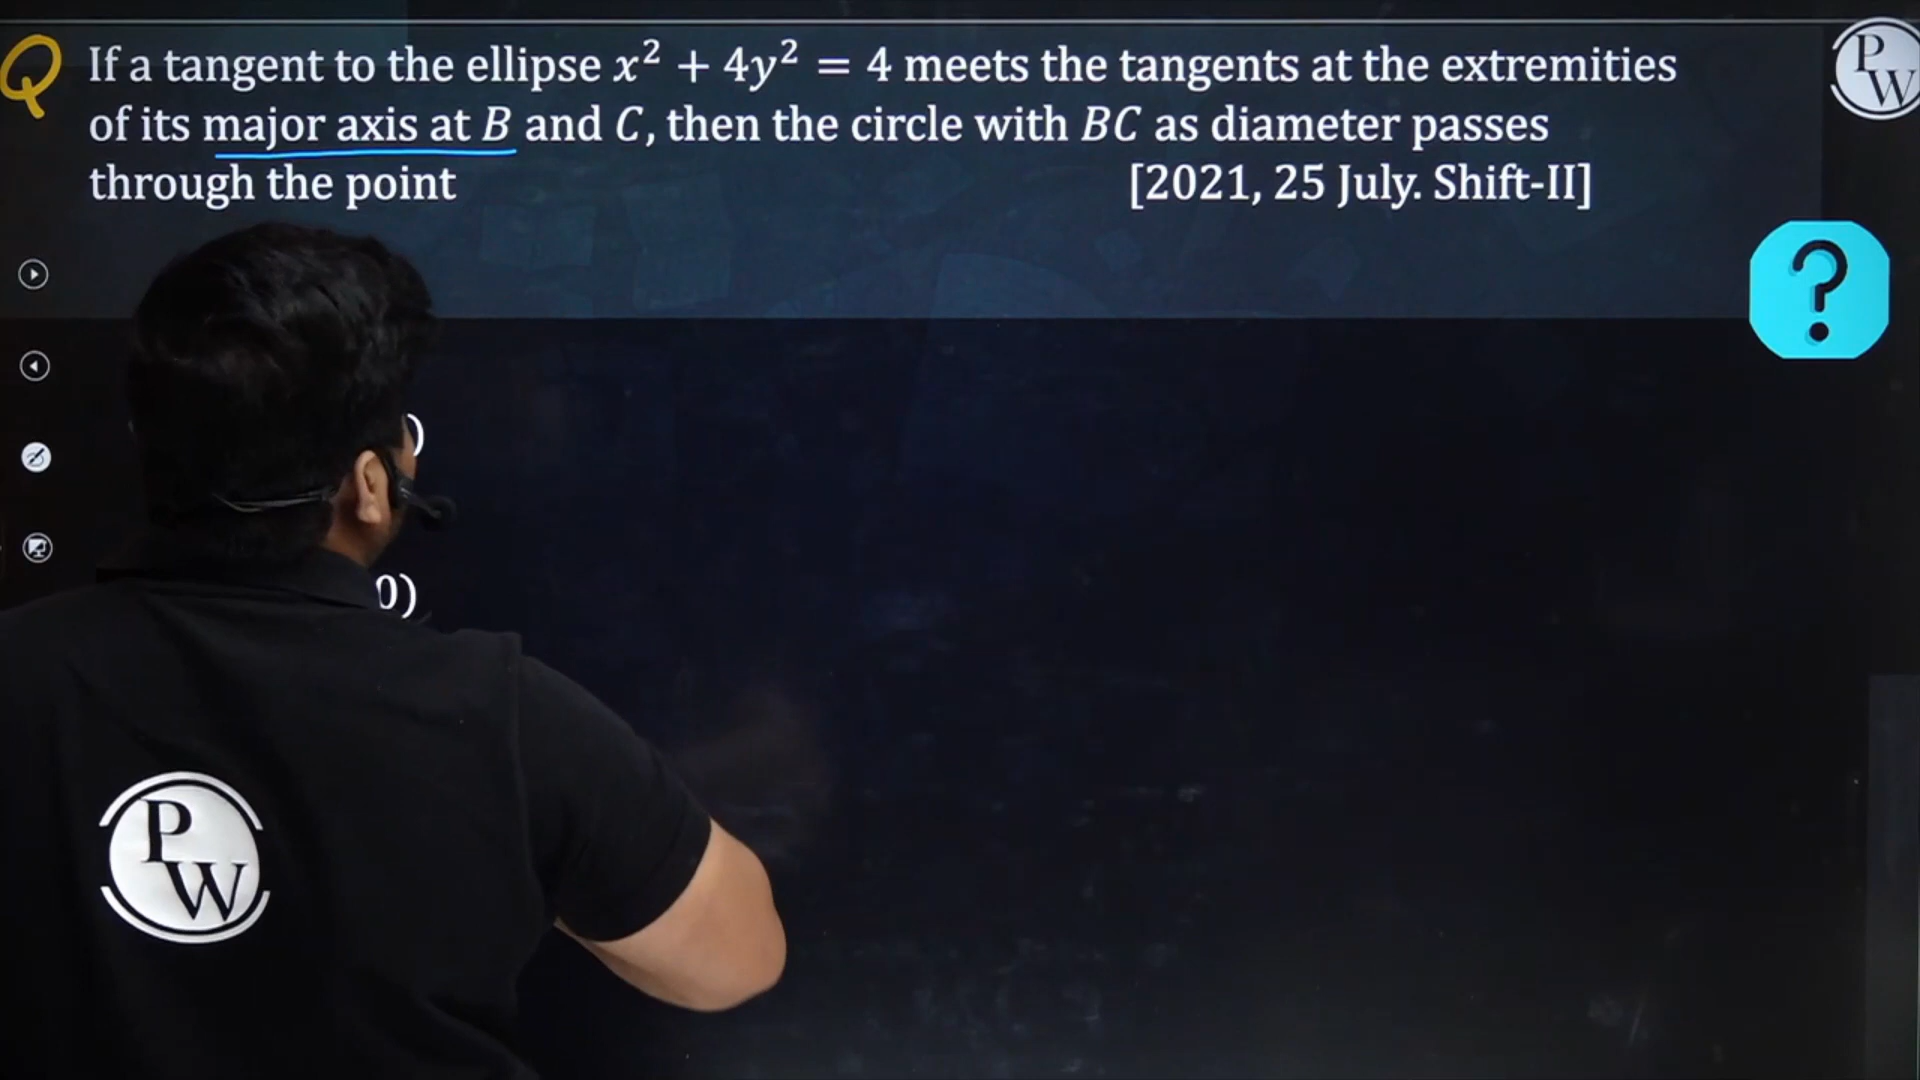 Q If a tangent to the ellipse x² + 4y² = 4 meets the tangents at the extremities
of its major axis at B and C, then the circle with BC as diameter passes
through the point [2021, 25 July. Shift-II]
P
W
?
)
0)
P
W